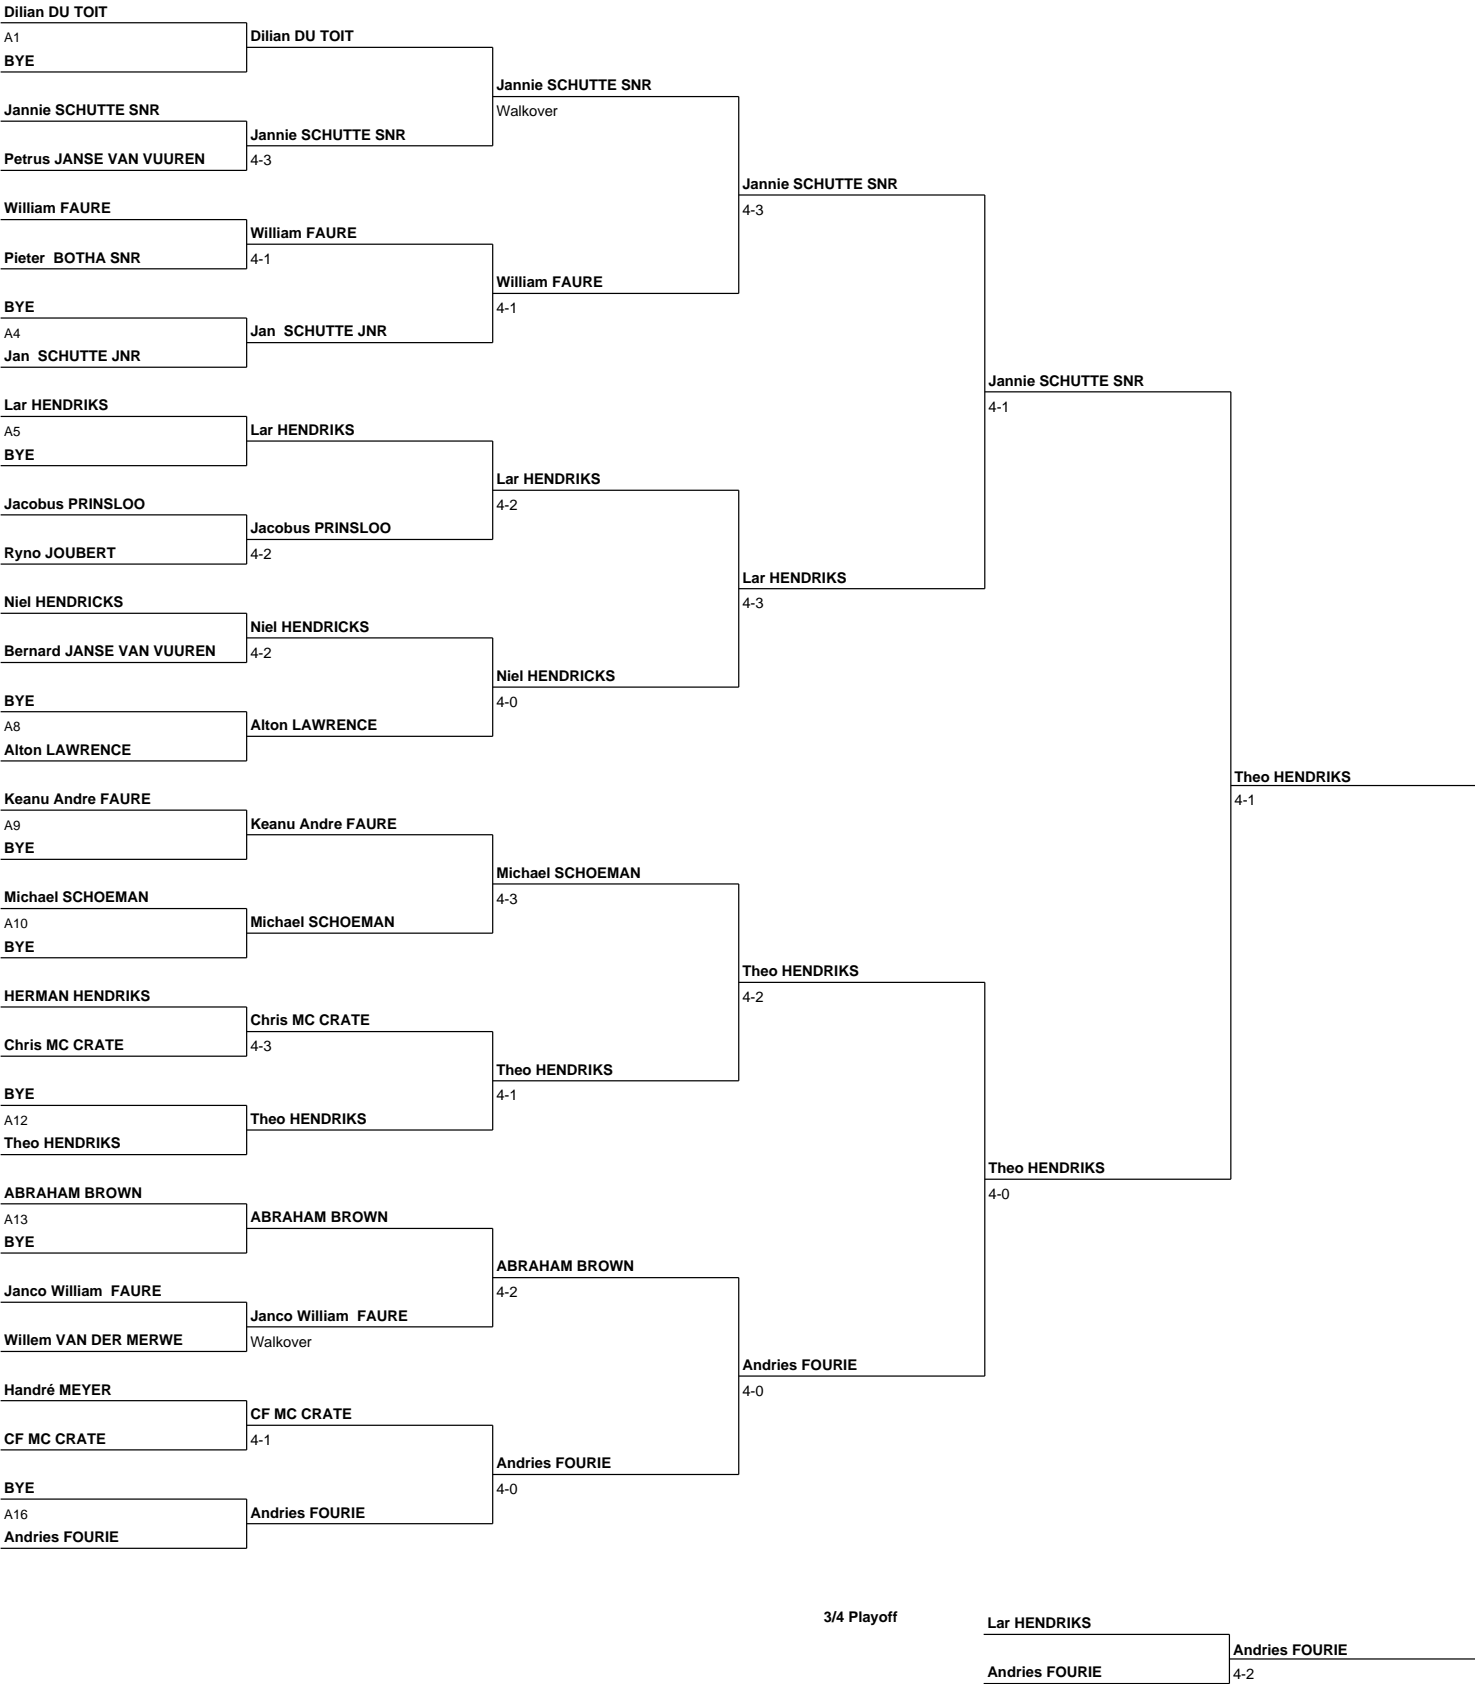 Dilian DU TOIT
A1
BYE
Dilian DU TOIT
Jannie SCHUTTE SNR
Walkover
Jannie SCHUTTE SNR
Petrus JANSE VAN VUUREN
Jannie SCHUTTE SNR
4-3
Jannie SCHUTTE SNR
4-3
William FAURE
Pieter  BOTHA SNR
William FAURE
4-1
William FAURE
4-1
BYE
A4
Jan  SCHUTTE JNR
Jan  SCHUTTE JNR
Jannie SCHUTTE SNR
4-1
Lar HENDRIKS
A5
BYE
Lar HENDRIKS
Lar HENDRIKS
4-2
Jacobus PRINSLOO
Ryno JOUBERT
Jacobus PRINSLOO
4-2
Lar HENDRIKS
4-3
Niel HENDRICKS
Bernard JANSE VAN VUUREN
Niel HENDRICKS
4-2
Niel HENDRICKS
4-0
BYE
A8
Alton LAWRENCE
Alton LAWRENCE
Theo HENDRIKS
4-1
Keanu Andre FAURE
A9
BYE
Keanu Andre FAURE
Michael SCHOEMAN
4-3
Michael SCHOEMAN
A10
BYE
Michael SCHOEMAN
Theo HENDRIKS
4-2
HERMAN HENDRIKS
Chris MC CRATE
Chris MC CRATE
4-3
Theo HENDRIKS
4-1
BYE
A12
Theo HENDRIKS
Theo HENDRIKS
Theo HENDRIKS
4-0
ABRAHAM BROWN
A13
BYE
ABRAHAM BROWN
ABRAHAM BROWN
4-2
Janco William  FAURE
Willem VAN DER MERWE
Janco William  FAURE
Walkover
Andries FOURIE
4-0
Handré MEYER
CF MC CRATE
CF MC CRATE
4-1
Andries FOURIE
4-0
BYE
A16
Andries FOURIE
Andries FOURIE
3/4 Playoff
Lar HENDRIKS
Andries FOURIE
Andries FOURIE
4-2